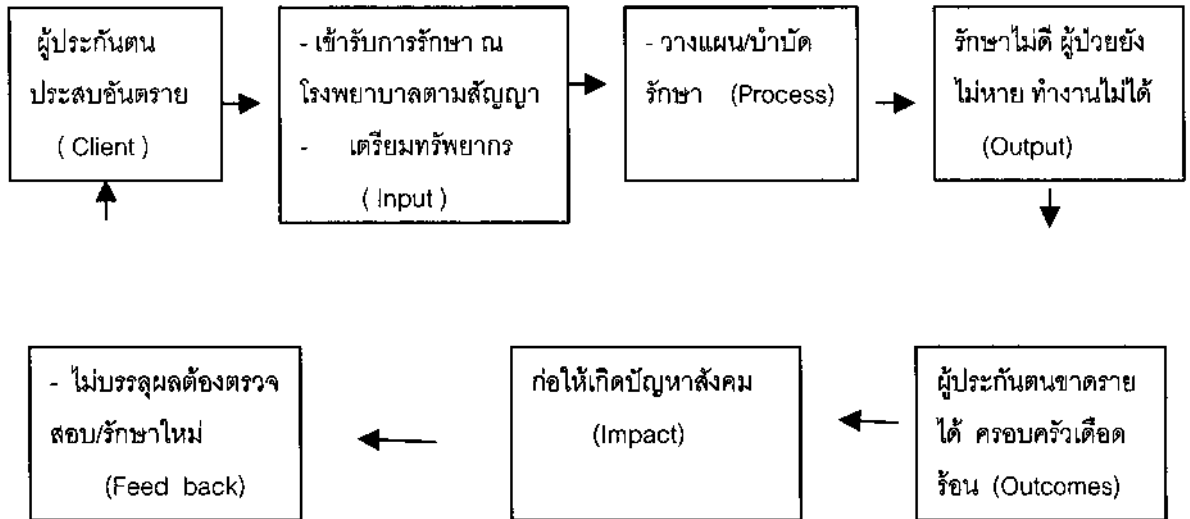 ผู้ประกันตน
ประสบอันตราย
( Client )
- เข้ารับการรักษา ณ
โรงพยาบาลตามสัญญา
- เตรียมทรัพยากร
( Input )
- วางแผน/บำบัด
รักษา (Process)
รักษาไม่ดี ผู้ป่วยยัง
ไม่หาย ทำงานไม่ได้
(Output)
ผู้ประกันตนขาดราย
ได้ ครอบครัวเดือด
ร้อน (Outcomes)
ก่อให้เกิดปัญหาสังคม
(Impact)
- ไม่บรรลุผลต้องตรวจ
สอบ/รักษาใหม่
(Feed back)